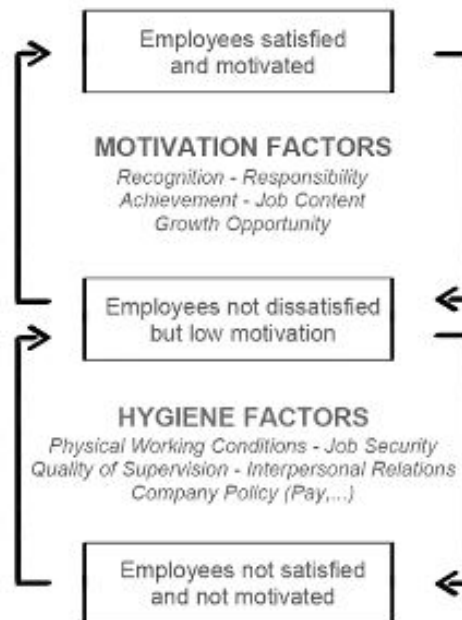 Employees satisfied
and motivated
MOTIVATION FACTORS
Recognition - Responsibility
Achievement - Job Content
Growth Opportunity
Employees not dissatisfied
but low motivation
HYGIENE FACTORS
Physical Working Conditions - Job Security
Quality of Supervision - Interpersonal Relations
Company Policy (Pay,...)
Employees not satisfied
and not motivated